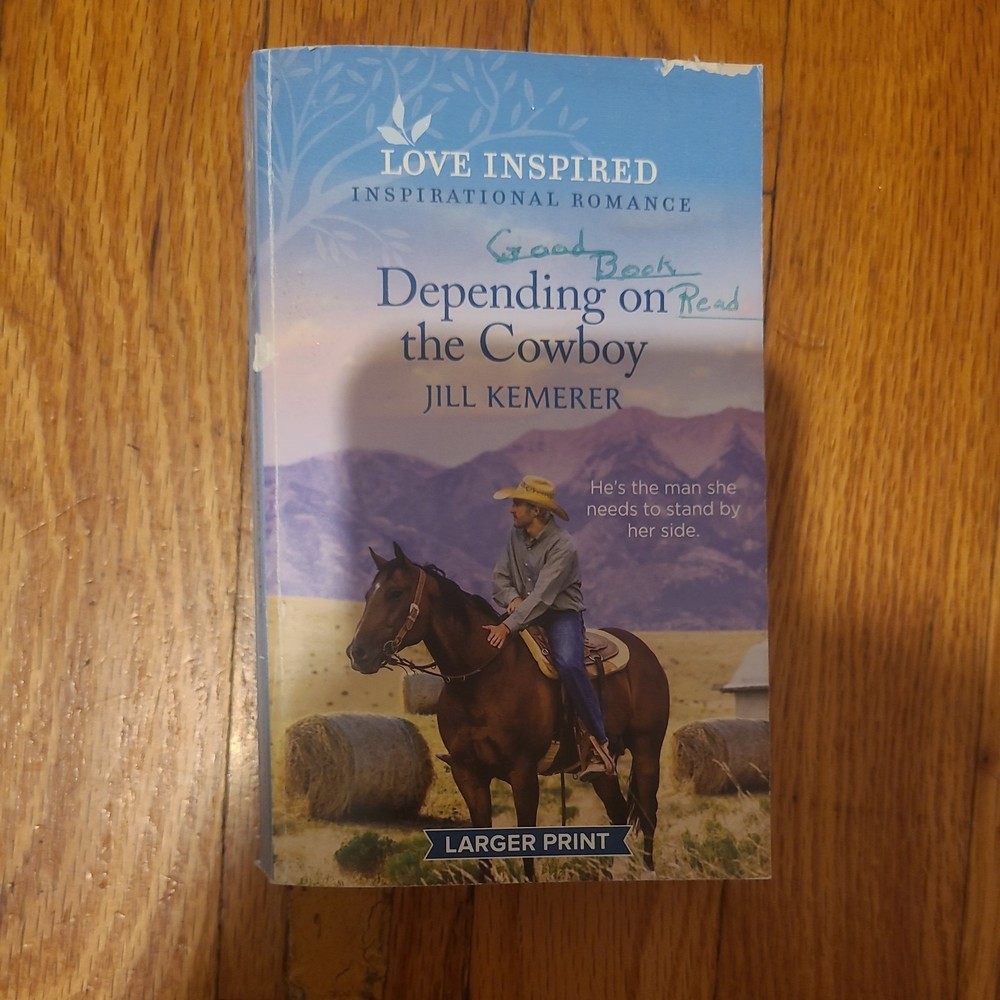 LOVE INSPIRED
INSPIRATIONAL ROMANCE
Good
Book
Read
Depending on
the Cowboy
JILL KEMERER
He's the man she
needs to stand by
her side.
LARGER PRINT